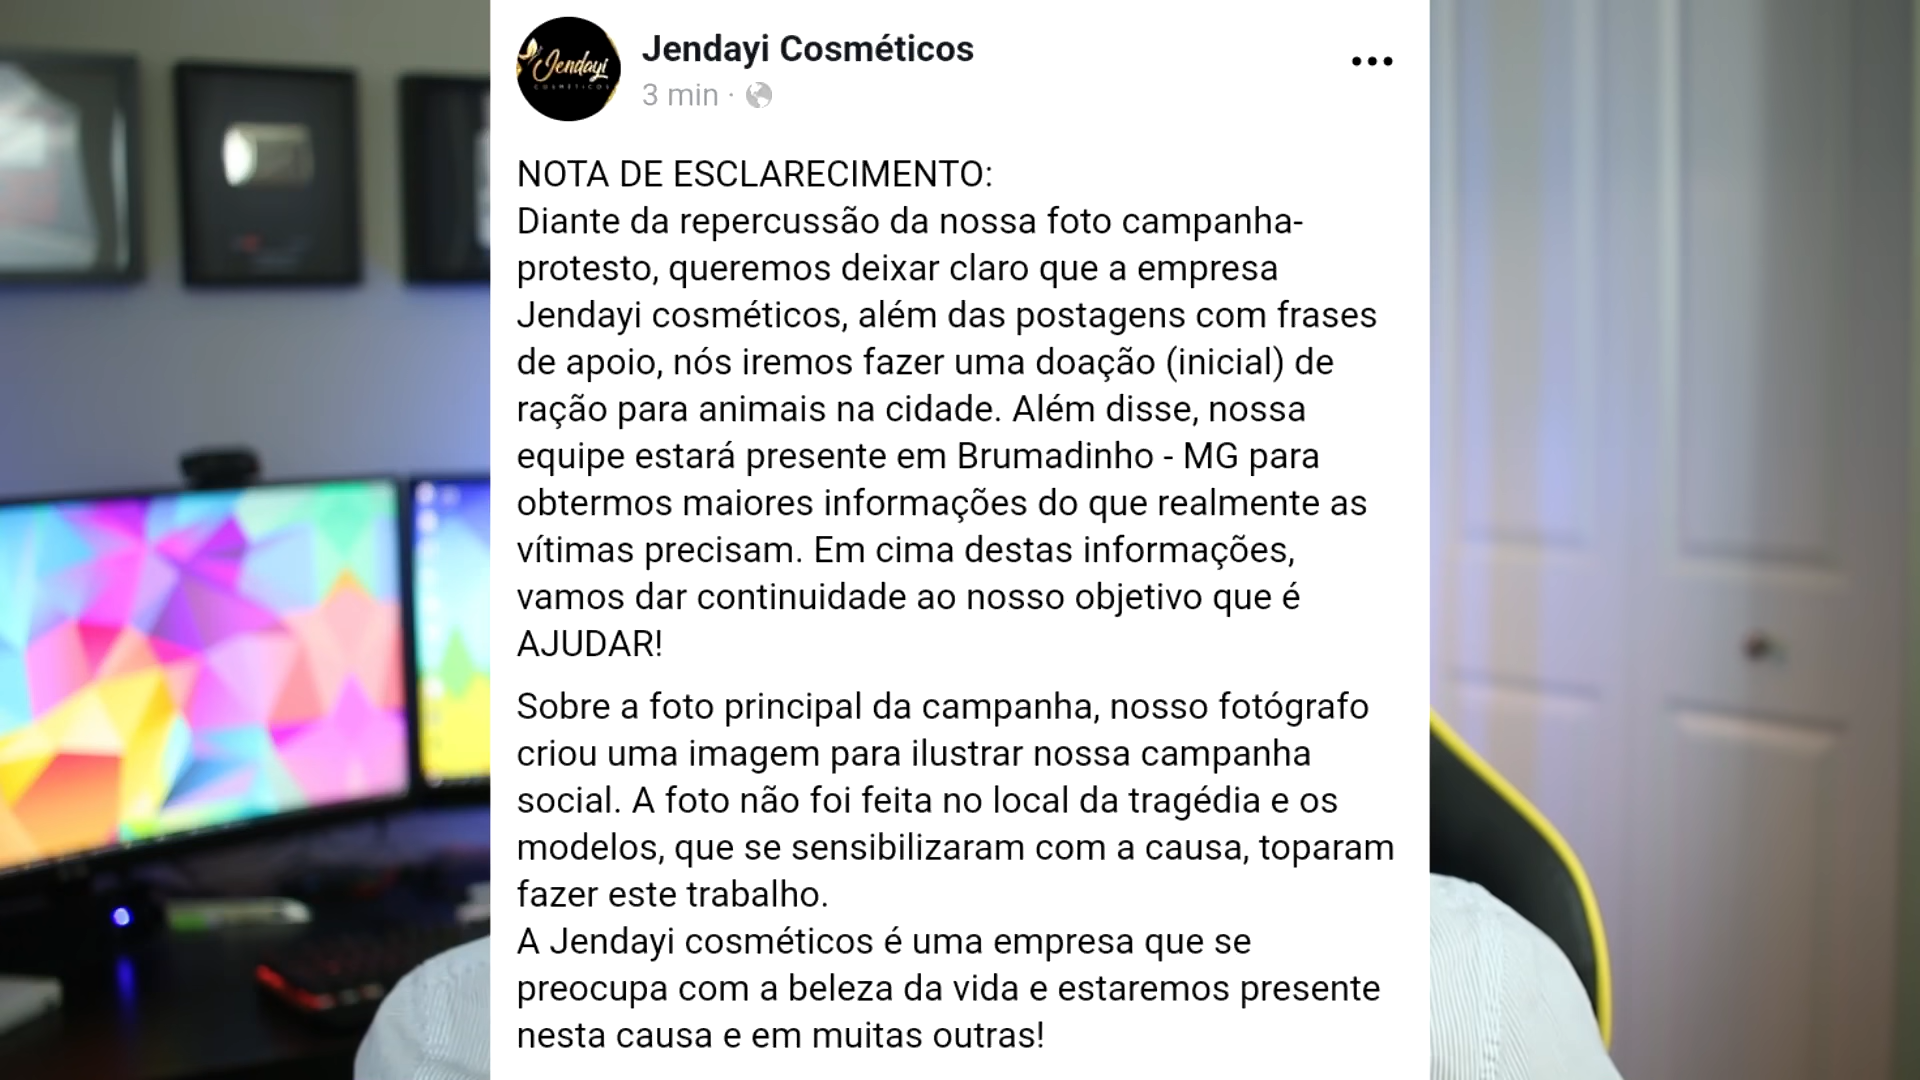 Jendayi
COSMÉTICOS
Jendayi Cosméticos
3 min ·
NOTA DE ESCLARECIMENTO:
Diante da repercussão da nossa foto campanha-
protesto, queremos deixar claro que a empresa
Jendayi cosméticos, além das postagens com frases
de apoio, nós iremos fazer uma doação (inicial) de
ração para animais na cidade. Além disse, nossa
equipe estará presente em Brumadinho - MG para
obtermos maiores informações do que realmente as
vítimas precisam. Em cima destas informações,
vamos dar continuidade ao nosso objetivo que é
AJUDAR!
Sobre a foto principal da campanha, nosso fotógrafo
criou uma imagem para ilustrar nossa campanha
social. A foto não foi feita no local da tragédia e os
modelos, que se sensibilizaram com a causa, toparam
fazer este trabalho.
A Jendayi cosméticos é uma empresa que se
preocupa com a beleza da vida e estaremos presente
nesta causa e em muitas outras!